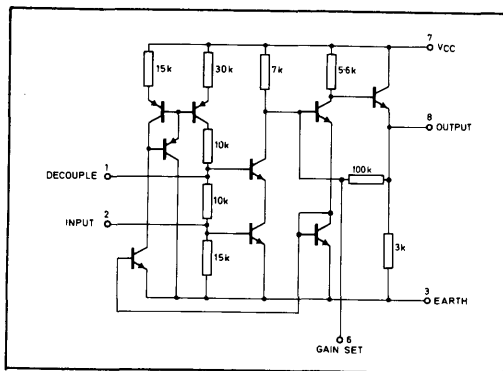 7
VCC
15k
30k
7k
5·6k
8
OUTPUT
10k
1
DECOUPLE
100k
10k
2
INPUT
15k
3k
3
EARTH
6
GAIN SET